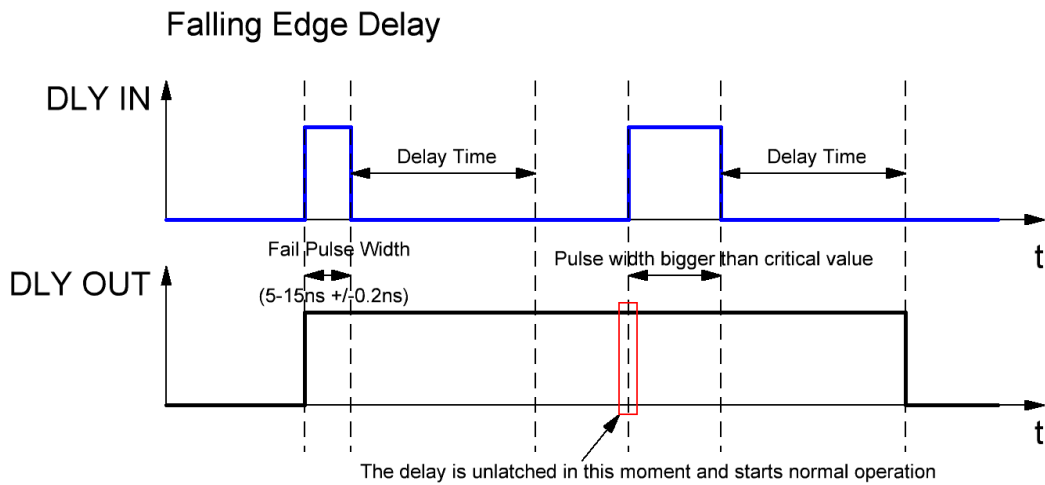 Falling Edge Delay
DLY IN
Delay Time
Delay Time
t
Fail Pulse Width
Pulse width bigger than critical value
DLY OUT
(5-15ns +/-0.2ns)
t
The delay is unlatched in this moment and starts normal operation